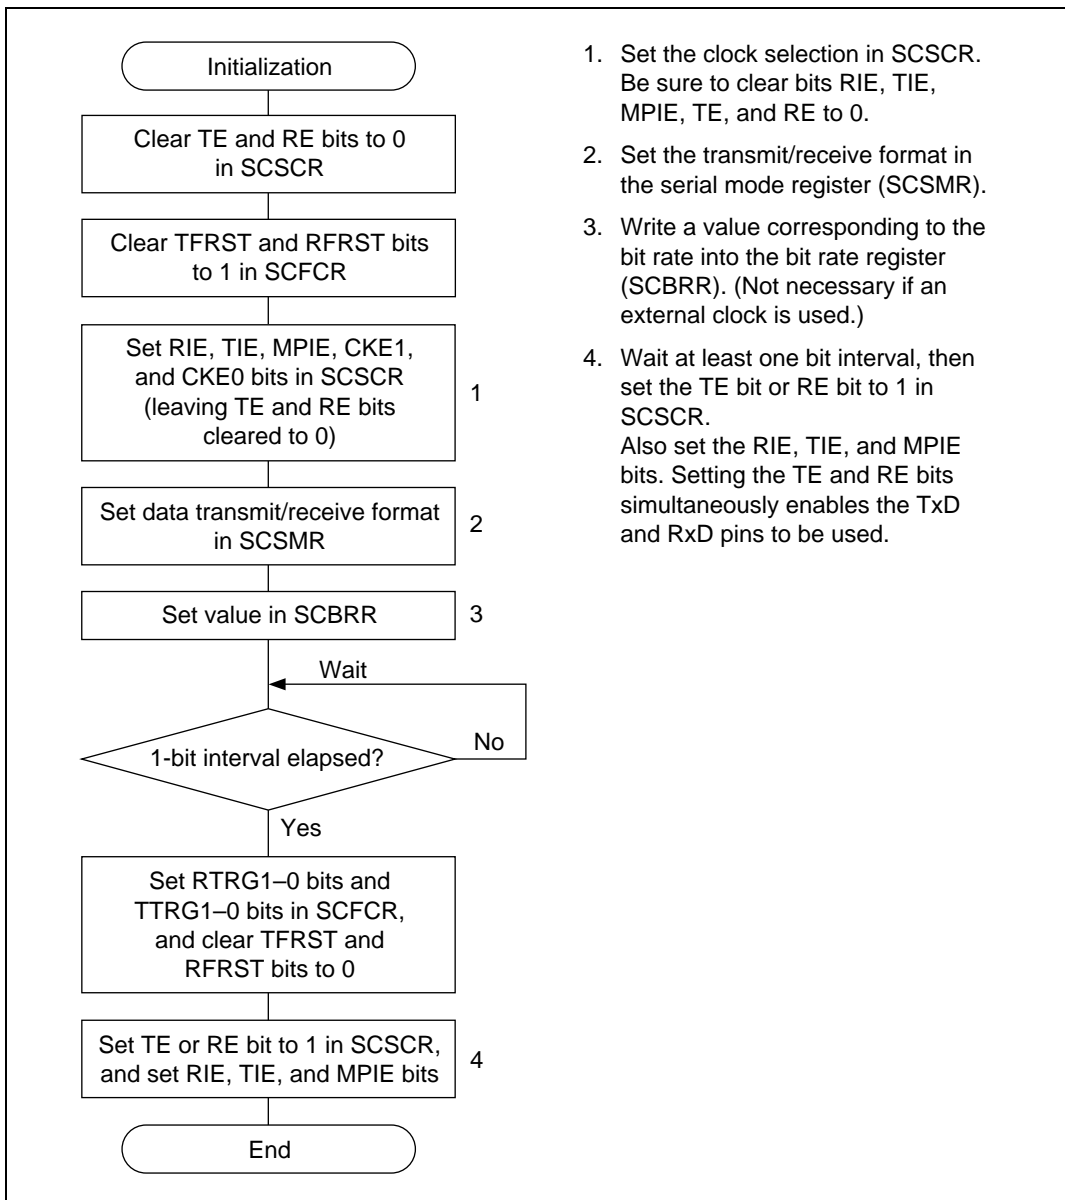 Initialization
Clear TE and RE bits to 0
in SCSCR
Clear TFRST and RFRST bits
to 1 in SCFCR
Set RIE, TIE, MPIE, CKE1,
and CKE0 bits in SCSCR
(leaving TE and RE bits
cleared to 0)
1
Set data transmit/receive format
in SCSMR
2
Set value in SCBRR
3
Wait
1-bit interval elapsed?
No
Yes
Set RTRG1–0 bits and
TTRG1–0 bits in SCFCR,
and clear TFRST and
RFRST bits to 0
Set TE or RE bit to 1 in SCSCR,
and set RIE, TIE, and MPIE bits
4
End
1. Set the clock selection in SCSCR.
Be sure to clear bits RIE, TIE,
MPIE, TE, and RE to 0.
2. Set the transmit/receive format in
the serial mode register (SCSMR).
3. Write a value corresponding to the
bit rate into the bit rate register
(SCBRR). (Not necessary if an
external clock is used.)
4. Wait at least one bit interval, then
set the TE bit or RE bit to 1 in
SCSCR.
Also set the RIE, TIE, and MPIE
bits. Setting the TE and RE bits
simultaneously enables the TxD
and RxD pins to be used.